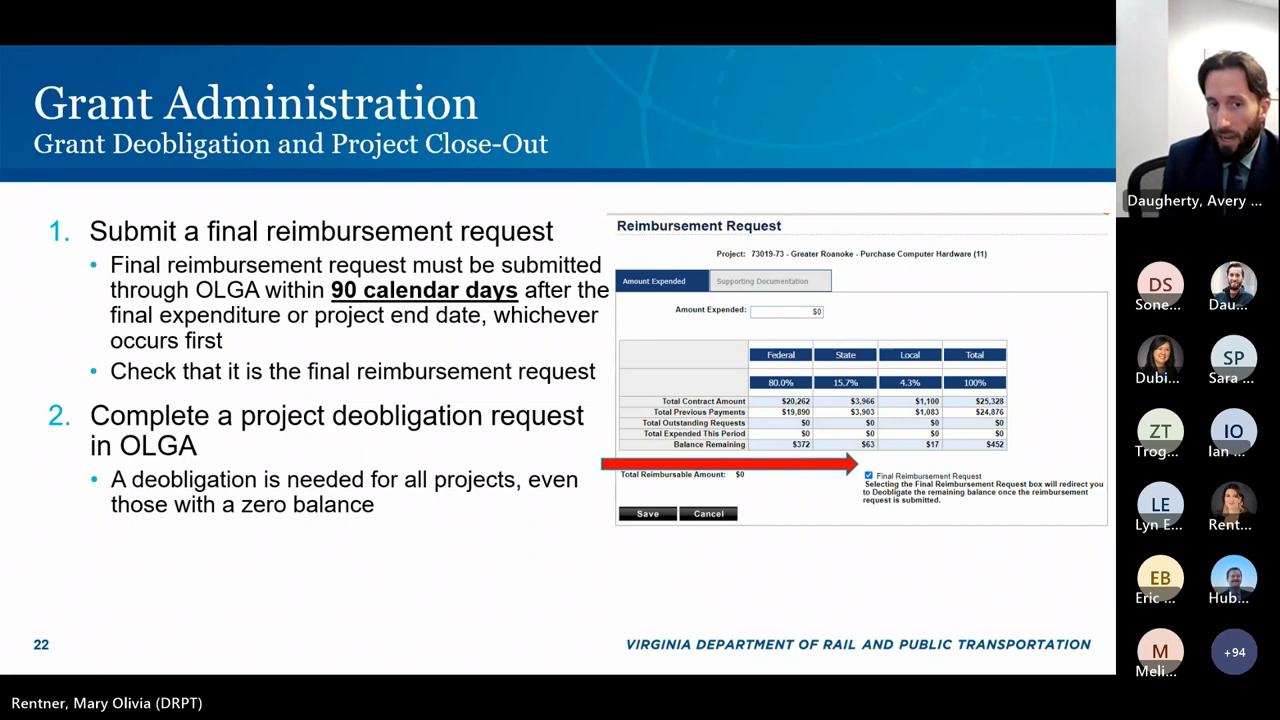 Grant Administration
Grant Deobligation and Project Close-Out
1. Submit a final reimbursement request
• Final reimbursement request must be submitted
through OLGA within 90 calendar days after the
final expenditure or project end date, whichever
occurs first
• Check that it is the final reimbursement request
2. Complete a project deobligation request
in OLGA
• A deobligation is needed for all projects, even
those with a zero balance
Reimbursement Request
Project: 73019-73 - Greater Roanoke - Purchase Computer Hardware (11)
Amount Expended Supporting Documentation
Amount Expended: $0
Federal State Local Total
80.0% 15.7% 4.3% 100%
Total Contract Amount $20,262 $3,966 $1,100 $25,328
Total Previous Payments $19,890 $3,903 $1,083 $24,876
Total Outstanding Requests $0 $0 $0 $0
Total Expended This Period $0 $0 $0 $0
Balance Remaining $372 $63 $17 $452
Total Reimbursable Amount: $0
Final Reimbursement Request
Selecting the Final Reimbursement Request box will redirect you
to Deobligate the remaining balance once the reimbursement
request is submitted.
Save Cancel
22
VIRGINIA DEPARTMENT OF RAIL AND PUBLIC TRANSPORTATION
Rentner, Mary Olivia (DRPT)
Daugherty, Avery ...
DS
Sone... Dau...
SP
Dubi... Sara ...
ZT IO
Trog... Ian ...
LE
Lyn E... Rent...
EB
Eric ... Hub...
M +94
Meli...